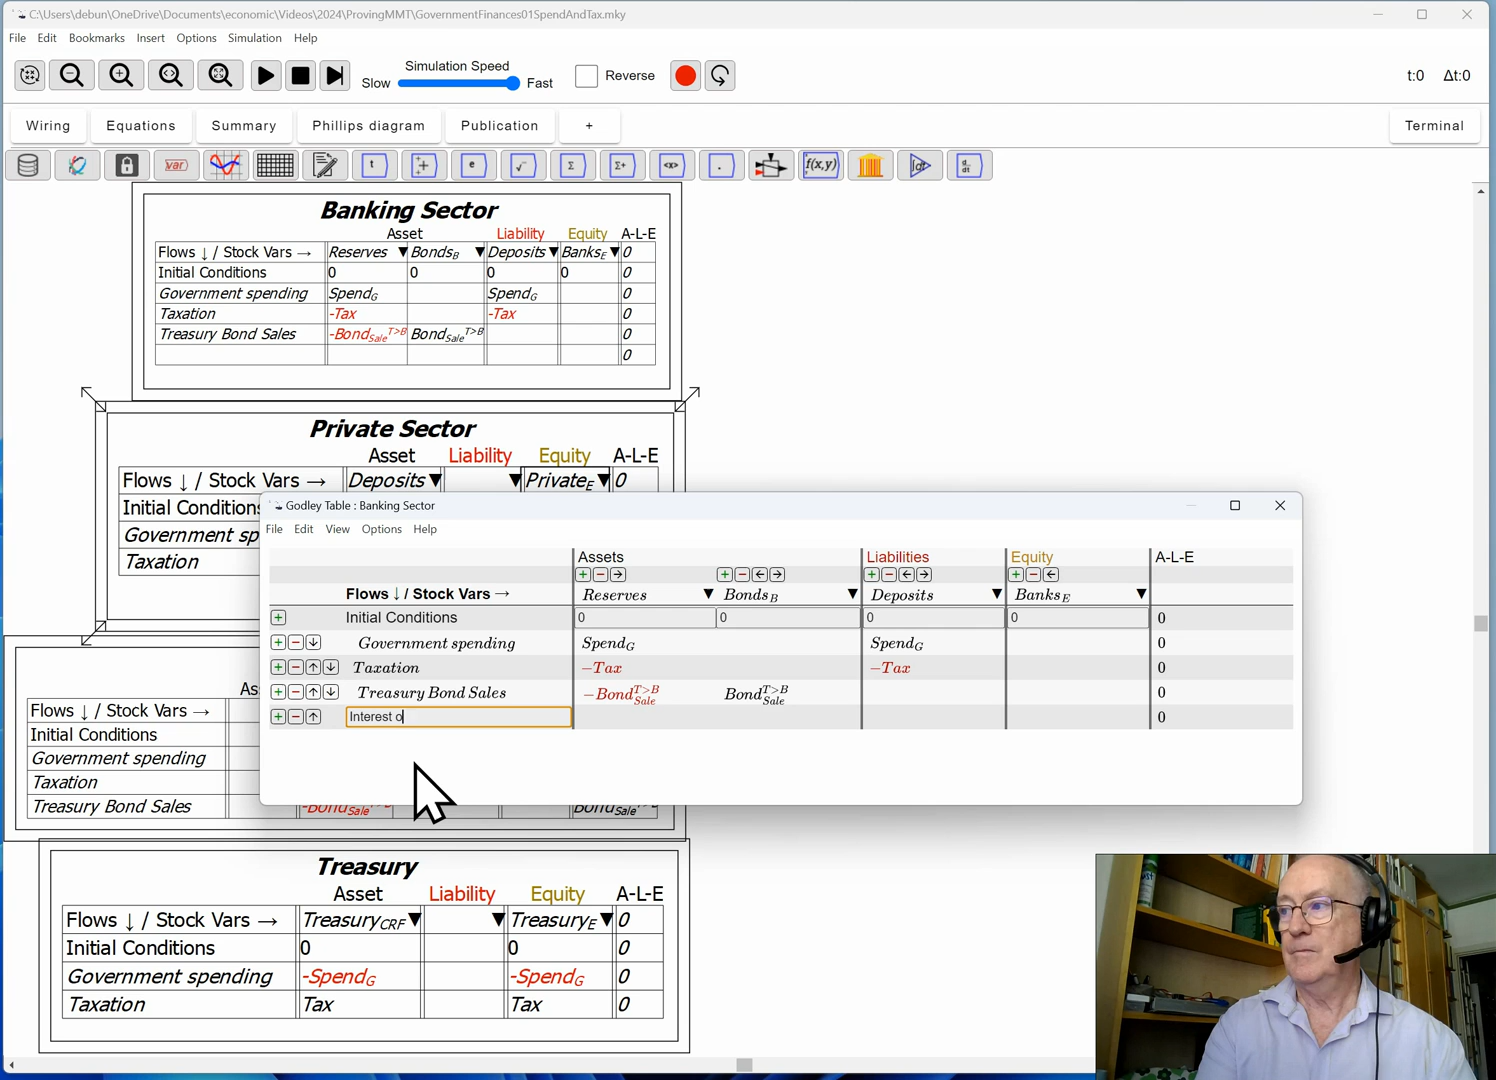 C:\Users\debun\OneDrive\Documents\economic\Videos\2024\ProvingMMT\GovernmentFinances01SpendAndTax.mky
File Edit Bookmarks Insert Options Simulation Help
Simulation Speed
Slow Fast Reverse t:0 Δt:0
Wiring Equations Summary Phillips diagram Publication + Terminal
var t e Σ Σ+ <x> . f(x,y) ∫dt d/dt
Banking Sector
Asset Liability Equity A-L-E
Flows ↓ / Stock Vars → Reserves ▼ Bonds_B ▼ Deposits ▼ Banks_E ▼ 0
Initial Conditions 0 0 0 0 0
Government spending Spend_G Spend_G 0
Taxation -Tax -Tax 0
Treasury Bond Sales -Bond_Sale^T>B Bond_Sale^T>B 0
0
Private Sector
Asset Liability Equity A-L-E
Flows ↓ / Stock Vars → Deposits ▼ ▼ Private_E ▼ 0
Initial Conditions
Government sp
Taxation
Godley Table : Banking Sector
File Edit View Options Help
Assets Liabilities Equity A-L-E
Flows ↓ / Stock Vars → Reserves ▼ Bonds_B ▼ Deposits ▼ Banks_E ▼
Initial Conditions 0 0 0 0 0
Government spending Spend_G Spend_G 0
Taxation −Tax −Tax 0
Treasury Bond Sales −Bond_Sale^T>B Bond_Sale^T>B 0
Interest o 0
As
Flows ↓ / Stock Vars →
Initial Conditions
Government spending
Taxation
Treasury Bond Sales -Bond_Sale^T>B Bond_Sale^T>B
Treasury
Asset Liability Equity A-L-E
Flows ↓ / Stock Vars → Treasury_CRF ▼ ▼ Treasury_E ▼ 0
Initial Conditions 0 0 0
Government spending -Spend_G -Spend_G 0
Taxation Tax Tax 0